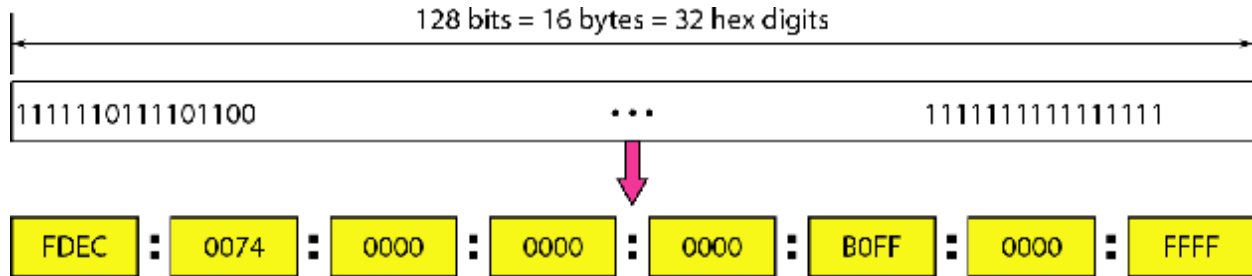 128 bits = 16 bytes = 32 hex digits
1111110111101100 ••• 1111111111111111
FDEC : 0074 : 0000 : 0000 : 0000 : B0FF : 0000 : FFFF